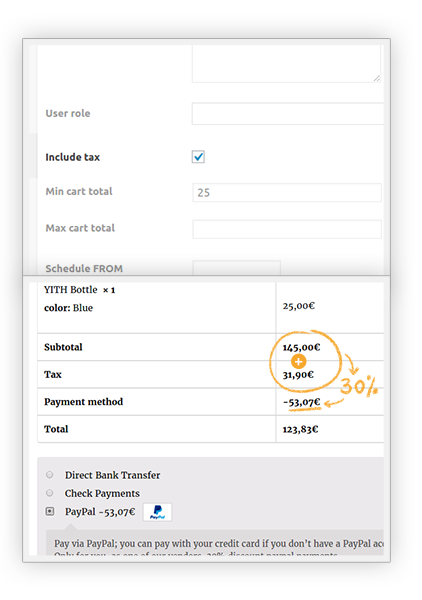 User role
Include tax
Min cart total 25
Max cart total
Schedule FROM
YITH Bottle × 1
color: Blue 25,00€
Subtotal 145,00€
+
Tax 31,90€
30%
Payment method -53,07€
Total 123,83€
Direct Bank Transfer
Check Payments
PayPal -53,07€ PayPal
Pay via PayPal; you can pay with your credit card if you don't have a PayPal acc
Only for you, as one of our vendors, 30% discount paypal payments